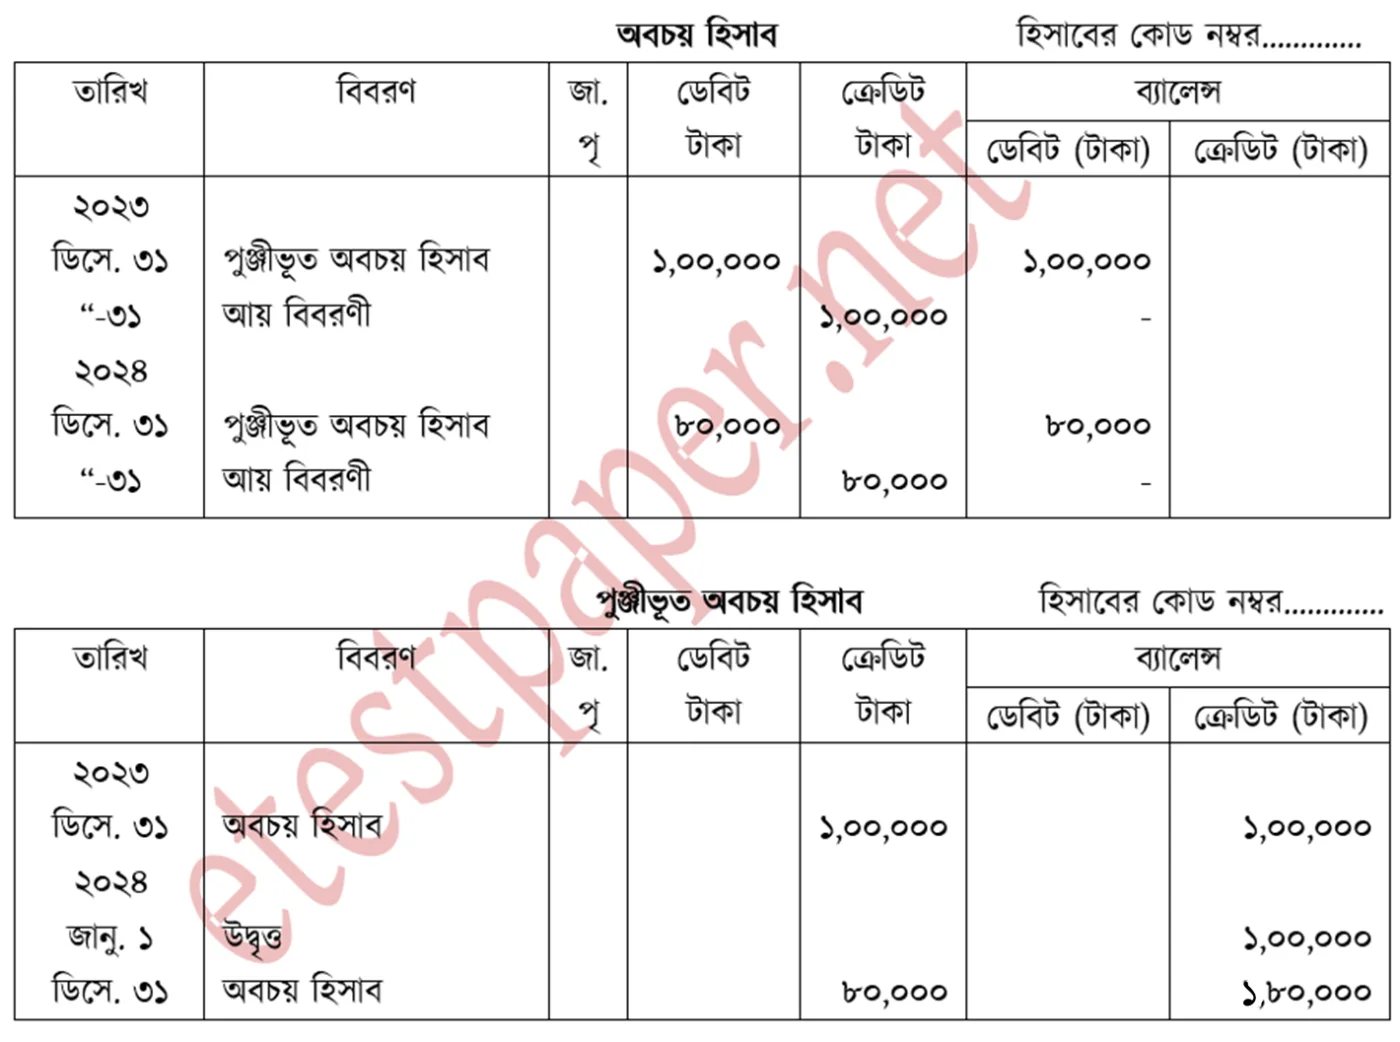 অবচয় হিসাব হিসাবের কোড নম্বর.............
তারিখ বিবরণ জা. ডেবিট ক্রেডিট ব্যালেন্স
পৃ টাকা টাকা ডেবিট (টাকা) ক্রেডিট (টাকা)
২০২৩
ডিসে. ৩১ পুঞ্জীভূত অবচয় হিসাব ১,০০,০০০ ১,০০,০০০
“-৩১ আয় বিবরণী ১,০০,০০০ -
২০২৪
ডিসে. ৩১ পুঞ্জীভূত অবচয় হিসাব ৮০,০০০ ৮০,০০০
“-৩১ আয় বিবরণী ৮০,০০০ -
পুঞ্জীভূত অবচয় হিসাব হিসাবের কোড নম্বর.............
তারিখ বিবরণ জা. ডেবিট ক্রেডিট ব্যালেন্স
পৃ টাকা টাকা ডেবিট (টাকা) ক্রেডিট (টাকা)
২০২৩
ডিসে. ৩১ অবচয় হিসাব ১,০০,০০০ ১,০০,০০০
২০২৪
জানু. ১ উদ্বৃত্ত ১,০০,০০০
ডিসে. ৩১ অবচয় হিসাব ৮০,০০০ ১,৮০,০০০
etestpaper.net